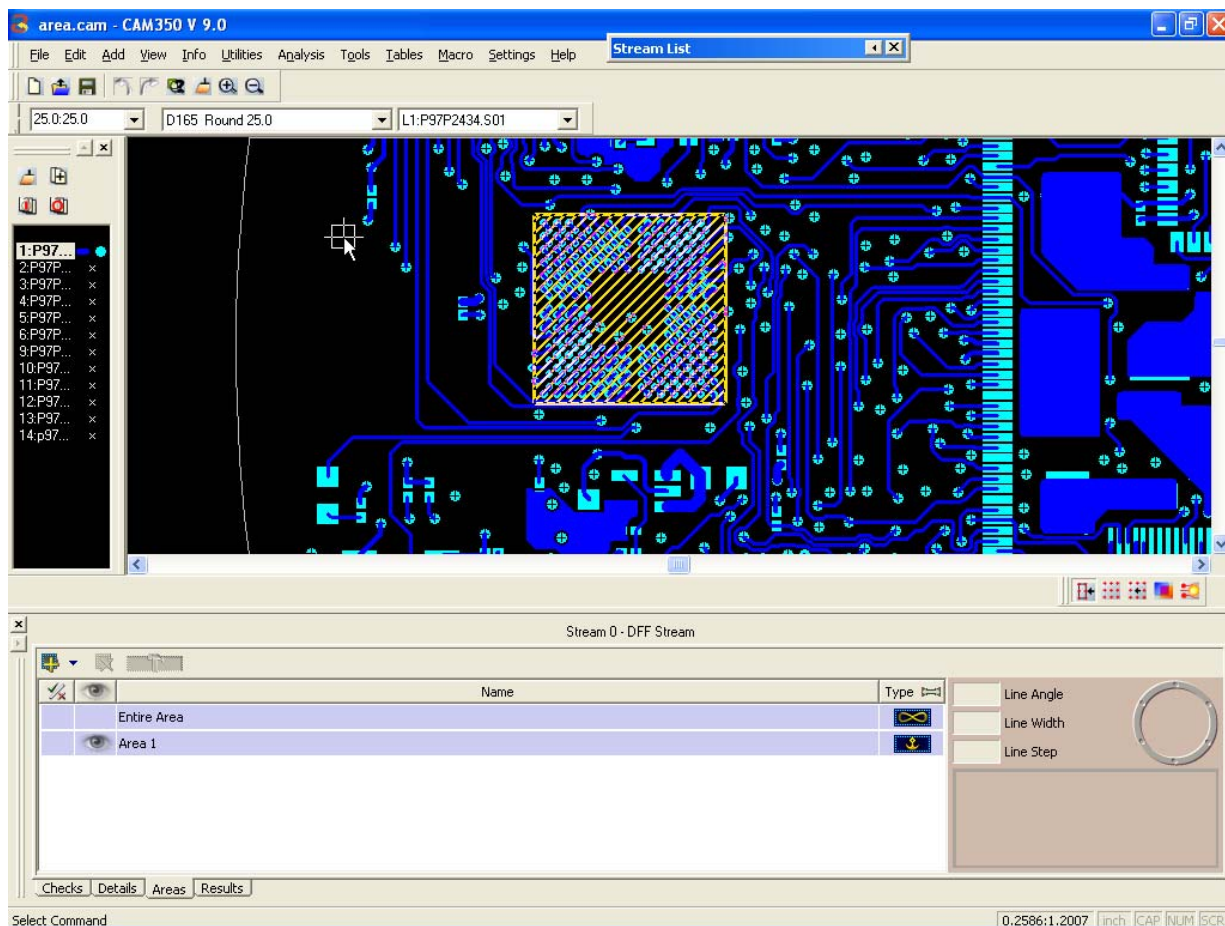 area.cam - CAM350 V 9.0
File Edit Add View Info Utilities Analysis Tools Tables Macro Settings Help
Stream List
25.0:25.0 D165 Round 25.0 L1:P97P2434.S01
1:P97...
2:P97P...
3:P97P...
4:P97P...
5:P97P...
6:P97P...
9:P97P...
10:P97...
11:P97...
12:P97...
13:P97...
14:p97...
Stream 0 - DFF Stream
Name Type
Entire Area
Area 1
Line Angle
Line Width
Line Step
Checks Details Areas Results
Select Command 0.2586:1.2007 inch CAP NUM SCR